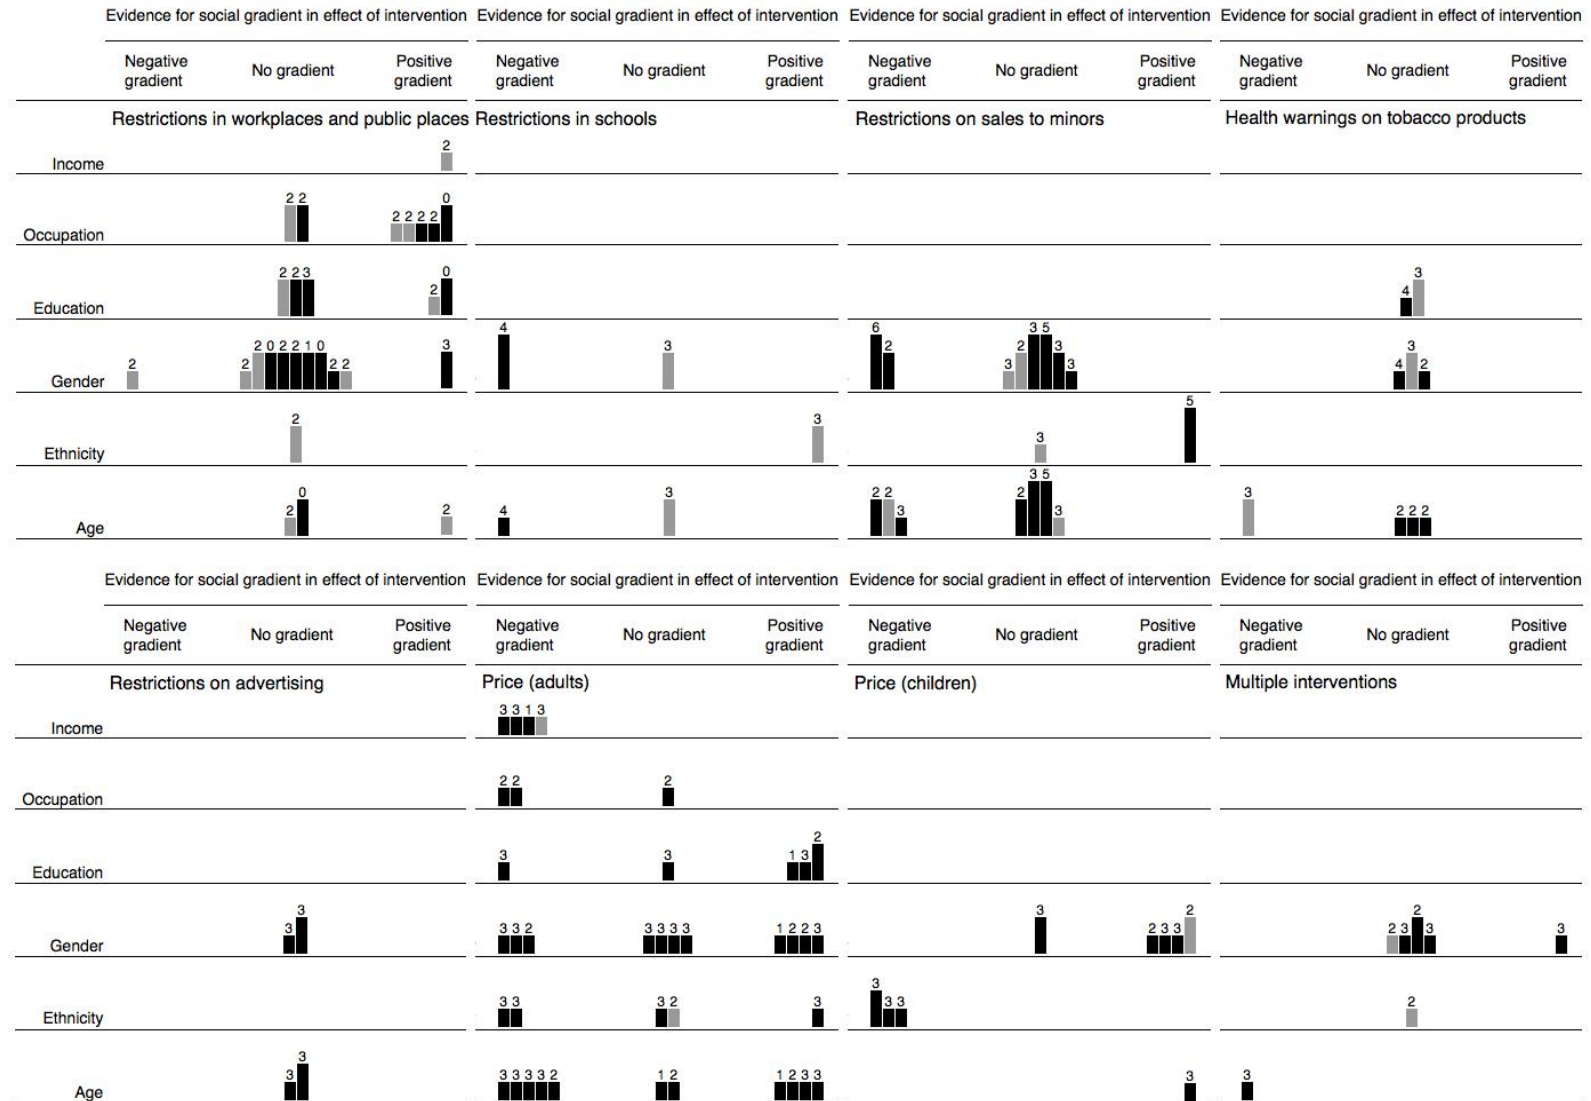 Evidence for social gradient in effect of intervention Evidence for social gradient in effect of intervention Evidence for social gradient in effect of intervention Evidence for social gradient in effect of intervention
Negative gradient No gradient Positive gradient Negative gradient No gradient Positive gradient Negative gradient No gradient Positive gradient Negative gradient No gradient Positive gradient
Restrictions in workplaces and public places Restrictions in schools Restrictions on sales to minors Health warnings on tobacco products
2
Income
2 2 2 2 2 2 0
Occupation
2 2 3 2 0 4 3
Education
2 2 2 0 2 2 1 0 2 2 3 4 3 6 2 3 2 3 5 3 3 4 3 2
Gender
2 3 3 5
Ethnicity
2 0 2 4 3 2 2 3 2 3 5 3 3 2 2 2
Age
Evidence for social gradient in effect of intervention Evidence for social gradient in effect of intervention Evidence for social gradient in effect of intervention Evidence for social gradient in effect of intervention
Negative gradient No gradient Positive gradient Negative gradient No gradient Positive gradient Negative gradient No gradient Positive gradient Negative gradient No gradient Positive gradient
Restrictions on advertising Price (adults) Price (children) Multiple interventions
3 3 1 3
Income
2 2 2
Occupation
3 3 1 3 2
Education
3 3 3 3 2 3 3 3 3 1 2 2 3 3 2 3 3 2 2 3 2 3 3
Gender
3 3 3 2 3 3 3 3 2
Ethnicity
3 3 3 3 3 3 2 1 2 1 2 3 3 3 3
Age